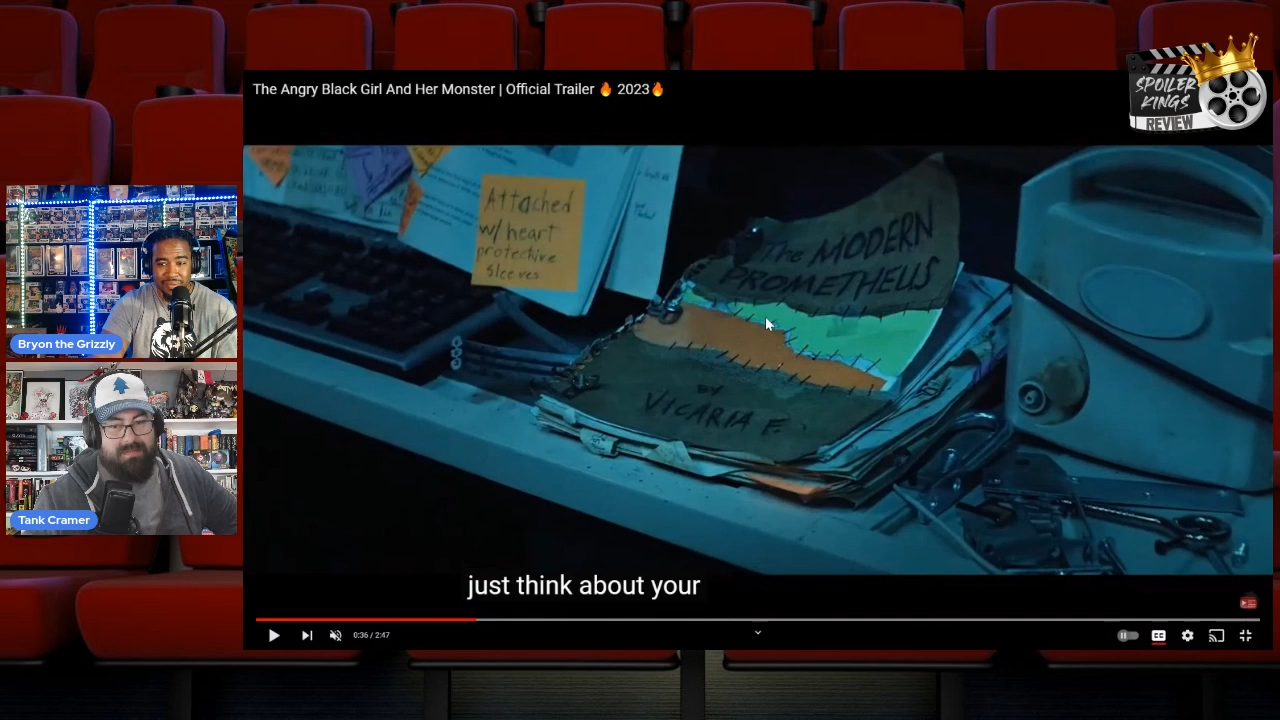 The Angry Black Girl And Her Monster | Official Trailer 🔥 2023🔥
SPOILER
KINGS
REVIEW
Attached
w/ heart
protective
Sleeves
The MODERN
PROMETHEUS
BY
VICARIA F.
Bryon the Grizzly
Tank Cramer
just think about your
0:36 / 2:47
CC